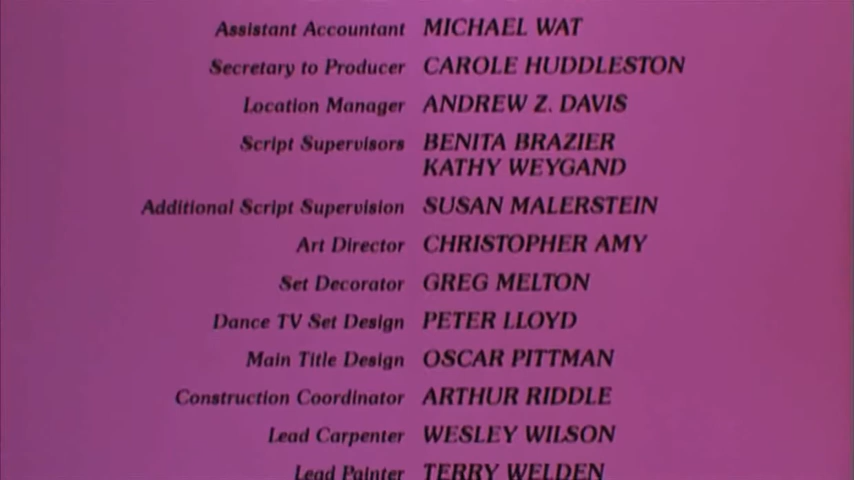 Assistant Accountant MICHAEL WAT
Secretary to Producer CAROLE HUDDLESTON
Location Manager ANDREW Z. DAVIS
Script Supervisors BENITA BRAZIER
KATHY WEYGAND
Additional Script Supervision SUSAN MALERSTEIN
Art Director CHRISTOPHER AMY
Set Decorator GREG MELTON
Dance TV Set Design PETER LLOYD
Main Title Design OSCAR PITTMAN
Construction Coordinator ARTHUR RIDDLE
Lead Carpenter WESLEY WILSON
Lead Painter TERRY WELDEN